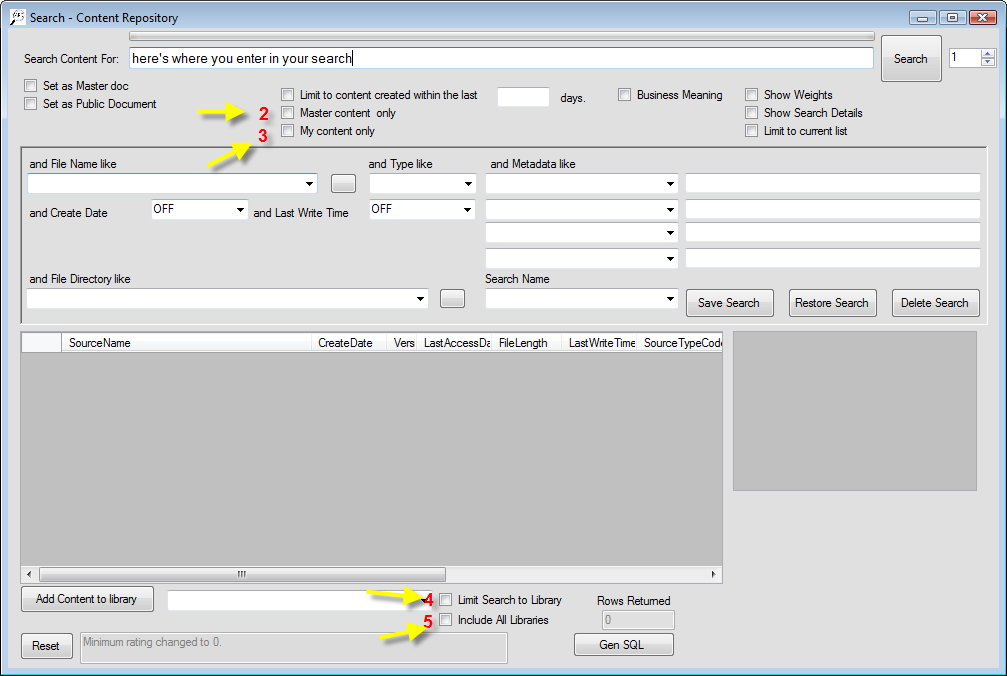 Search - Content Repository
Search Content For: here's where you enter in your search Search 1
Set as Master doc
Set as Public Document
Limit to content created within the last days. Business Meaning Show Weights
2 Master content only Show Search Details
3 My content only Limit to current list
and File Name like and Type like and Metadata like
and Create Date OFF and Last Write Time OFF
and File Directory like Search Name
Save Search Restore Search Delete Search
SourceName CreateDate Vers LastAccessDa FileLength LastWriteTime SourceTypeCode
Add Content to library 4 Limit Search to Library Rows Returned
5 Include All Libraries 0
Reset Minimum rating changed to 0. Gen SQL